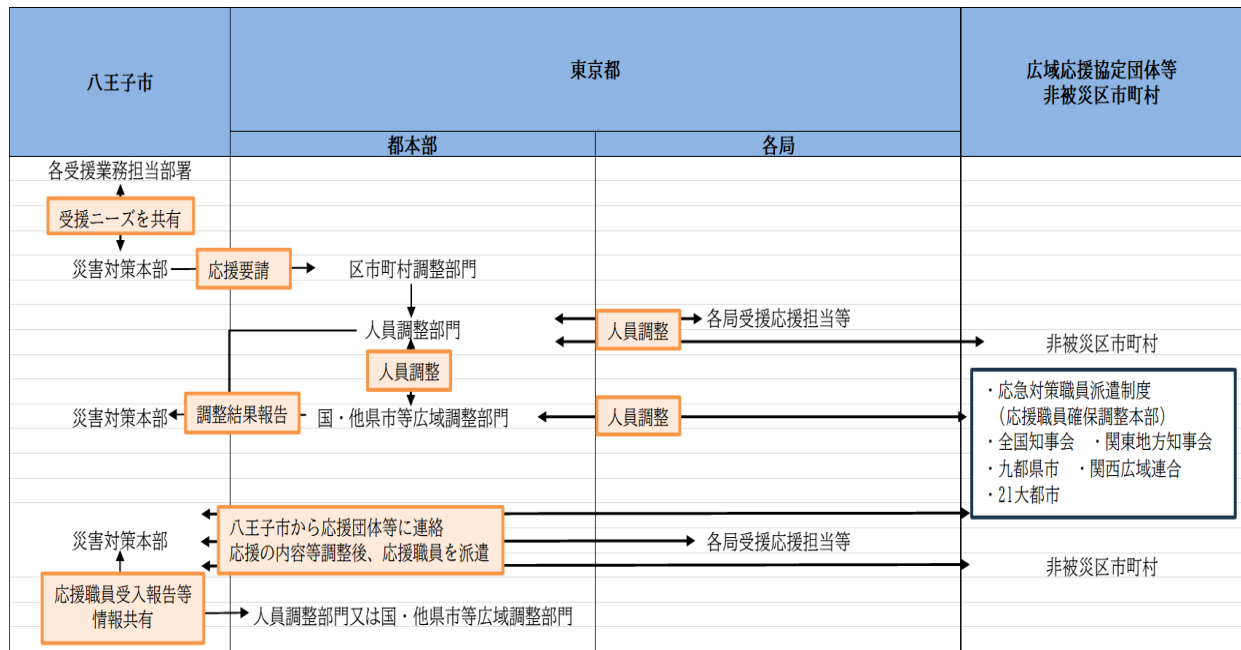 八王子市
東京都
広域応援協定団体等
非被災区市町村
都本部
各局
各受援業務担当部署
受援ニーズを共有
災害対策本部
応援要請
区市町村調整部門
人員調整部門
人員調整
各局受援応援担当等
非被災区市町村
人員調整
災害対策本部
調整結果報告
国・他県市等広域調整部門
人員調整
・応急対策職員派遣制度
（応援職員確保調整本部）
・全国知事会　・関東地方知事会
・九都県市　・関西広域連合
・21大都市
八王子市から応援団体等に連絡
応援の内容等調整後、応援職員を派遣
災害対策本部
各局受援応援担当等
非被災区市町村
応援職員受入報告等
情報共有
人員調整部門又は国・他県市等広域調整部門